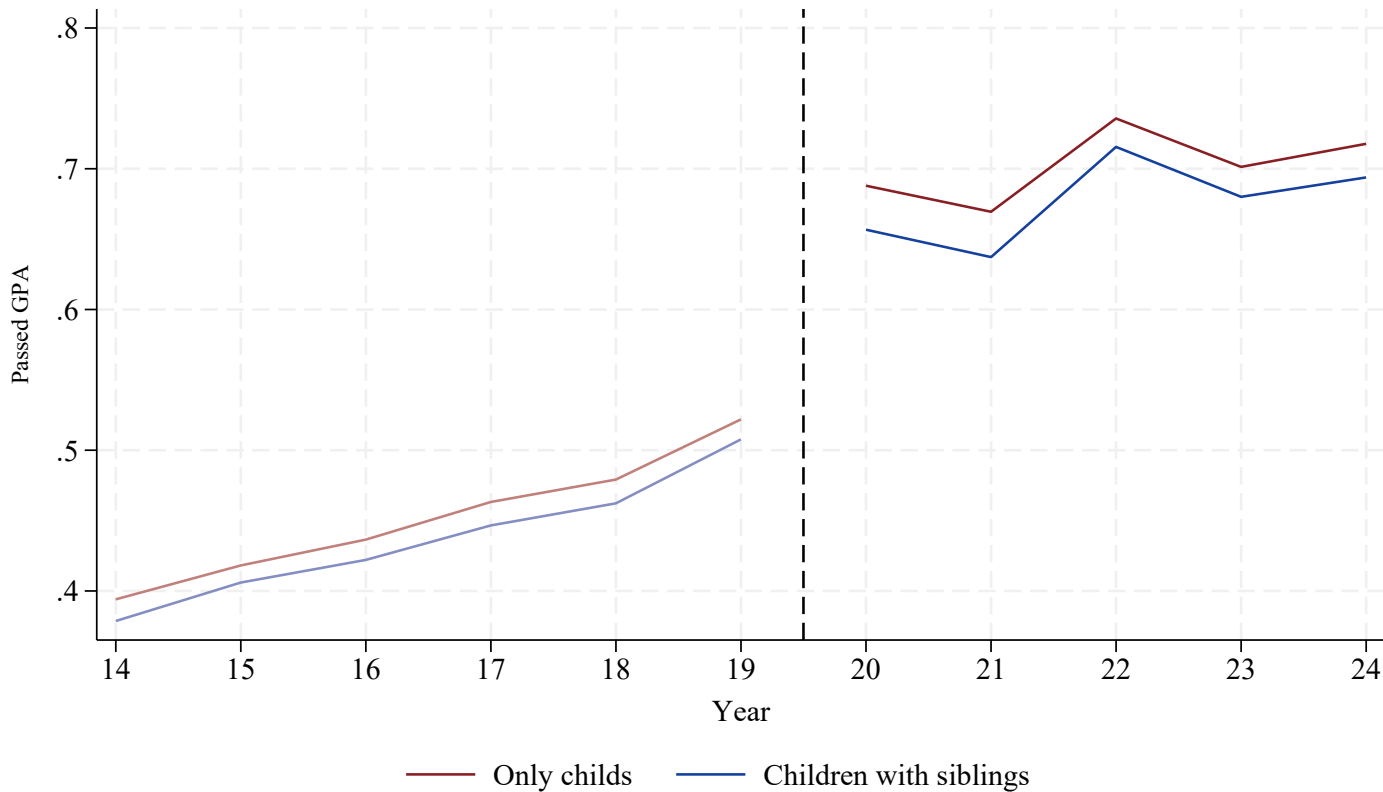 .8
.7
.6
.5
.4
Passed GPA
14 15 16 17 18 19 20 21 22 23 24
Year
Only childs Children with siblings